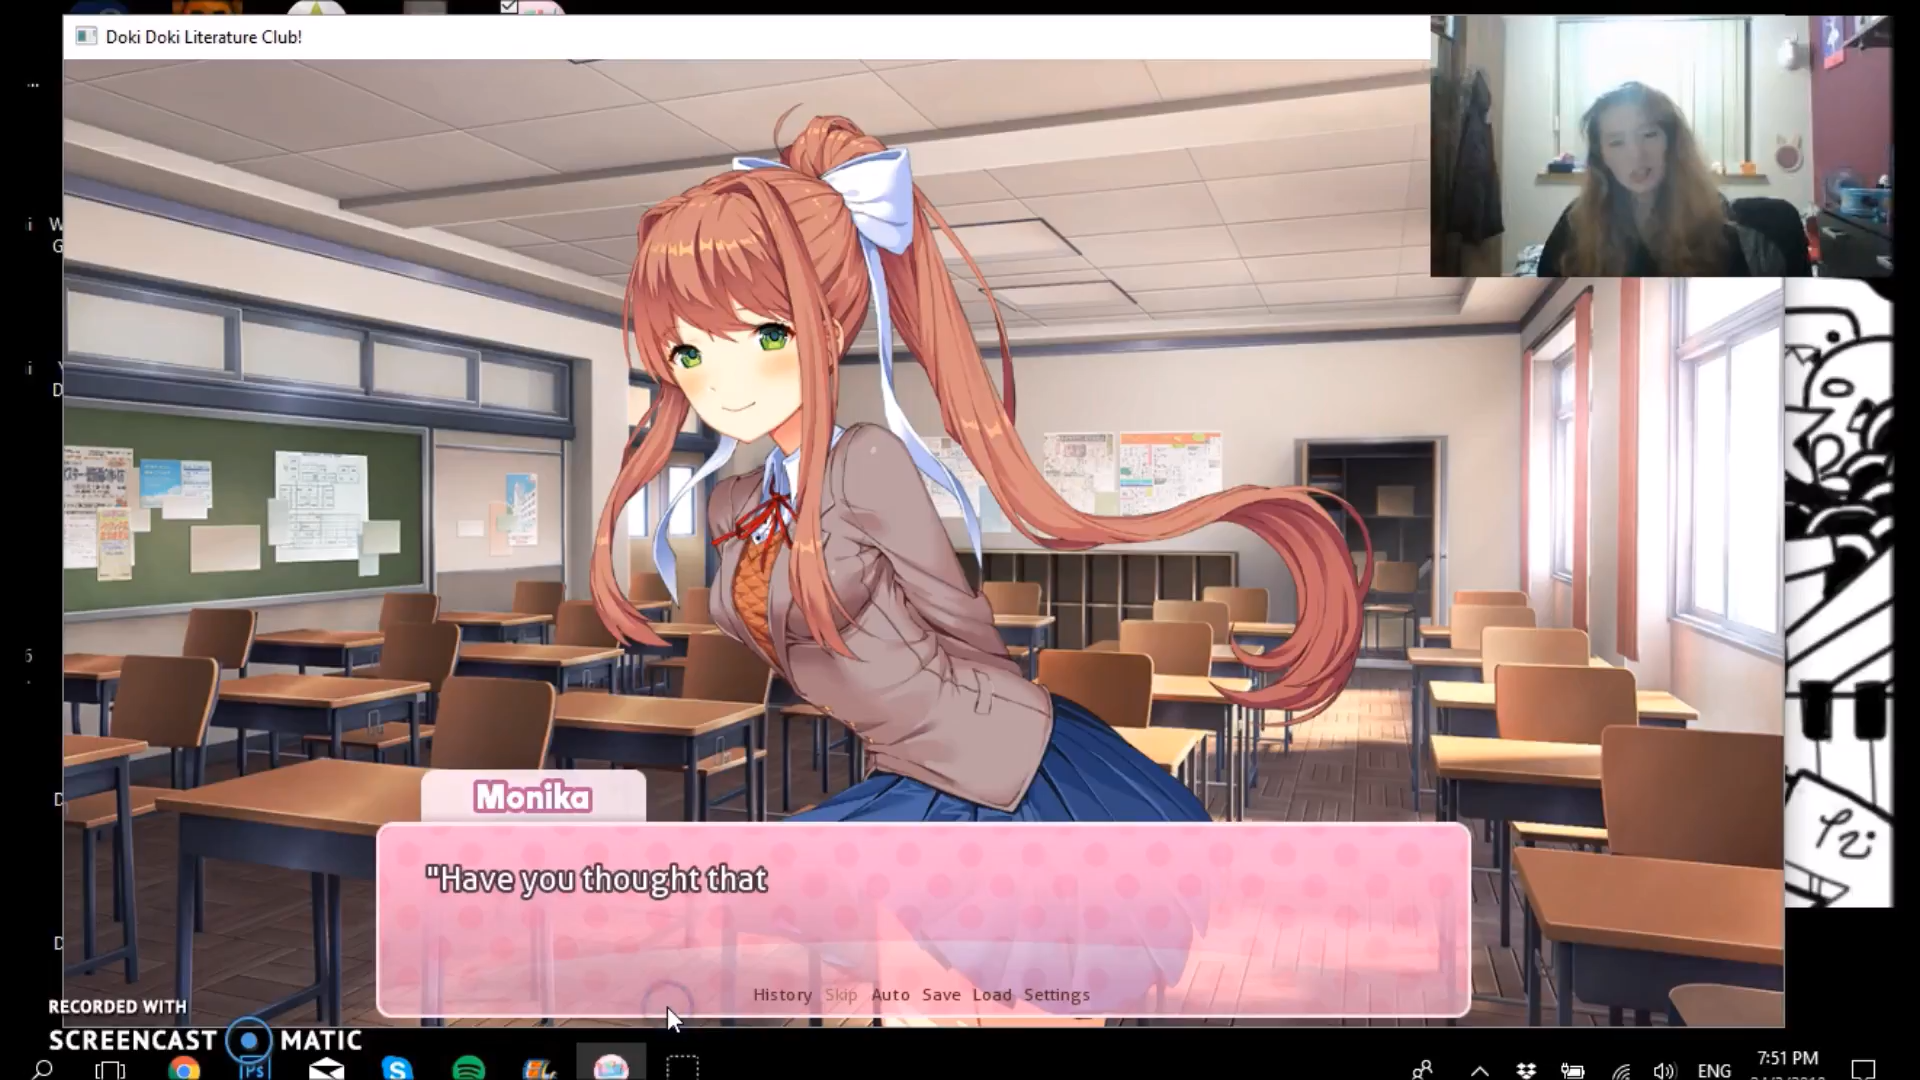 Doki Doki Literature Club!
Monika
"Have you thought that
History Skip Auto Save Load Settings
RECORDED WITH
SCREENCAST MATIC
Ps
ENG
7:51 PM